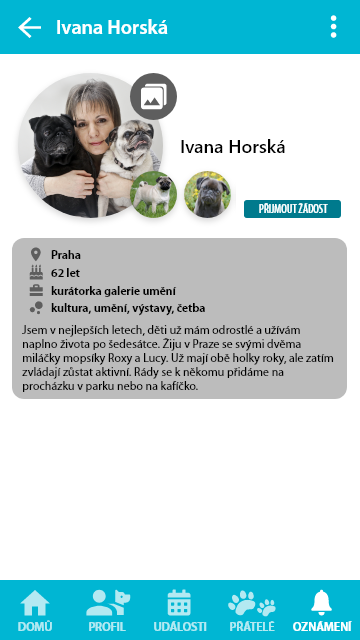 Ivana Horská
Ivana Horská
PŘIJMOUT ŽÁDOST
Praha
62 let
kurátorka galerie umění
kultura, umění, výstavy, četba
Jsem v nejlepších letech, děti už mám odrostlé a užívám
naplno života po šedesátce. Žiju v Praze se svými dvěma
miláčky mopsíky Roxy a Lucy. Už mají obě holky roky, ale zatím
zvládají zůstat aktivní. Rády se k někomu přidáme na
procházku v parku nebo na kafíčko.
DOMŮ
PROFIL
UDÁLOSTI
PŘÁTELÉ
OZNÁMENÍ